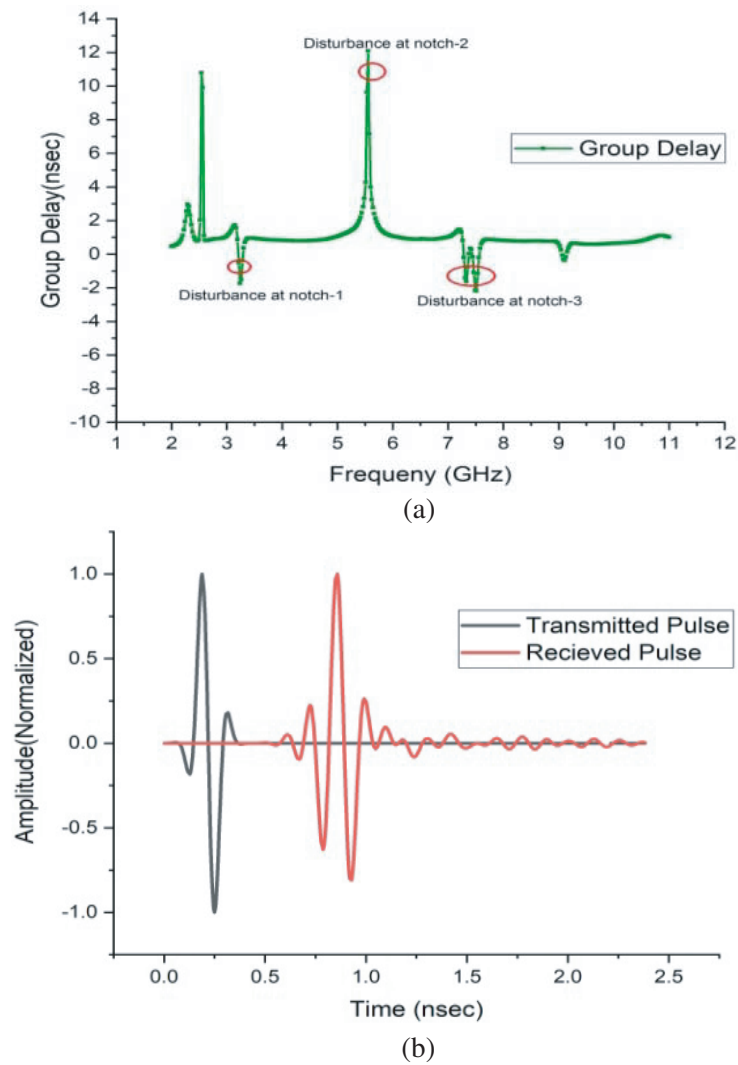 Disturbance at notch-2
14
12
10
8
6
4
2
0
-2
-4
-6
-8
-10
Group Delay(nsec)
Group Delay
Disturbance at notch-1
Disturbance at notch-3
1 2 3 4 5 6 7 8 9 10 11 12
Frequeny (GHz)
(a)
1.0
0.5
0.0
-0.5
-1.0
Amplitude(Normalized)
Transmitted Pulse
Recieved Pulse
0.0 0.5 1.0 1.5 2.0 2.5
Time (nsec)
(b)